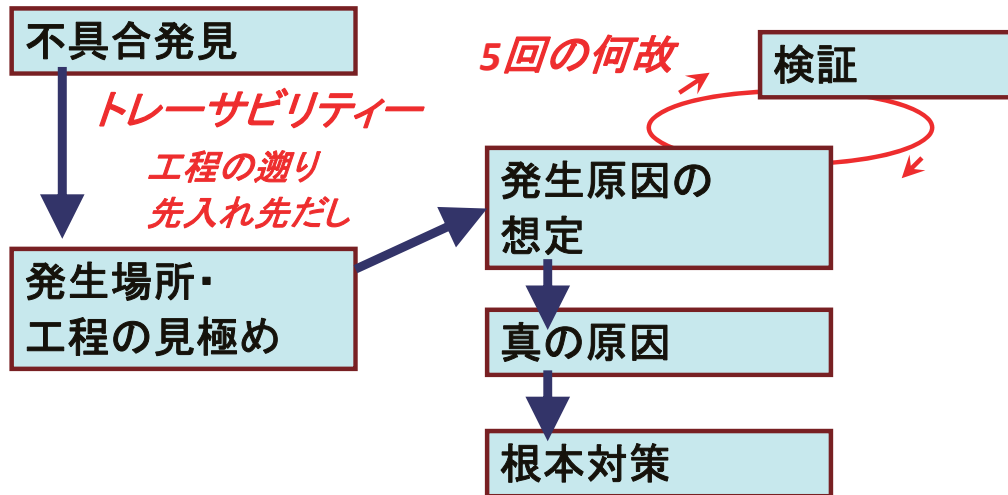 不具合発見
トレーサビリティー
工程の遡り
先入れ先だし
発生場所・
工程の見極め
5回の何故
検証
発生原因の
想定
真の原因
根本対策